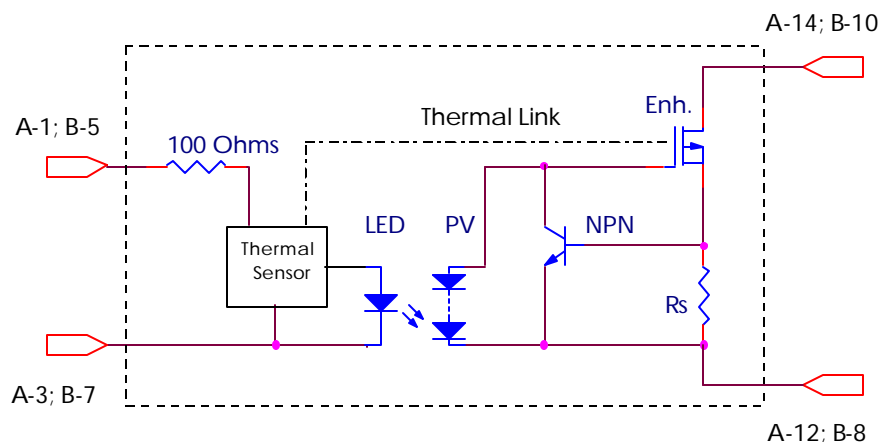 A-14; B-10
Enh.
Thermal Link
A-1; B-5
100 Ohms
LED
PV
NPN
Thermal
Sensor
Rs
A-3; B-7
A-12; B-8